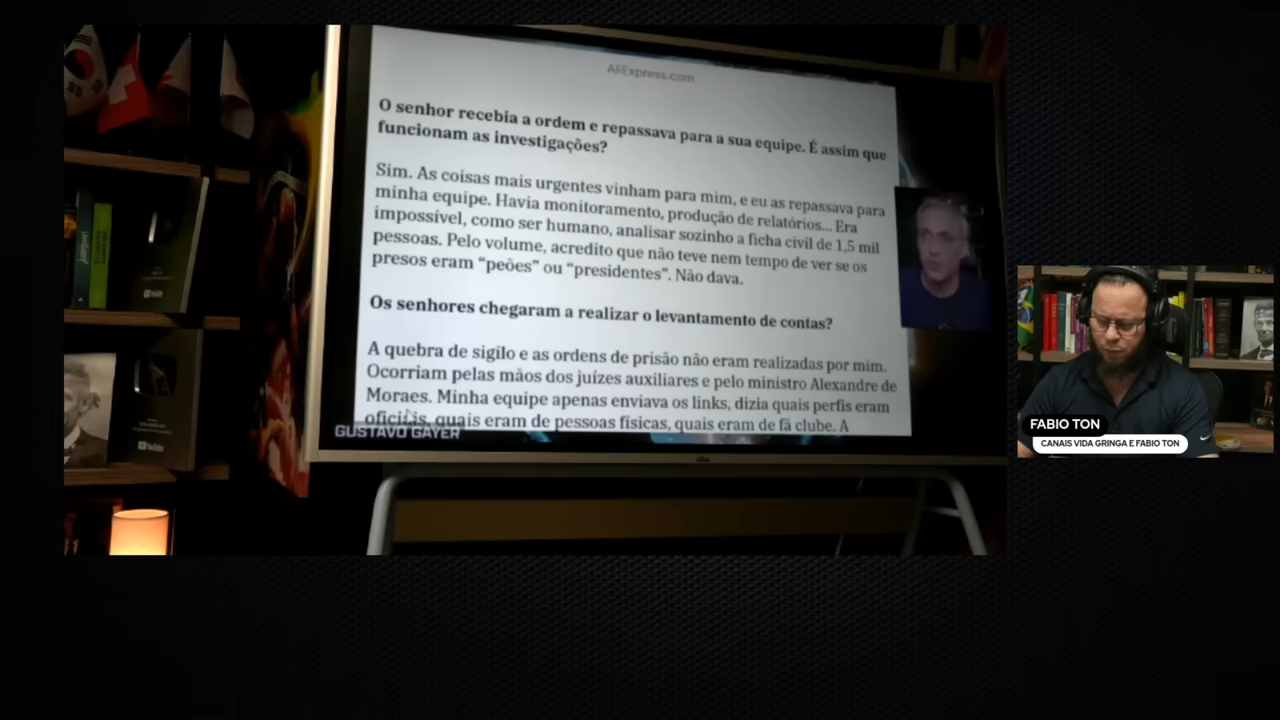 AliExpress.com
O senhor recebia a ordem e repassava para a sua equipe. É assim que
funcionam as investigações?
Sim. As coisas mais urgentes vinham para mim, e eu as repassava para
minha equipe. Havia monitoramento, produção de relatórios... Era
impossível, como ser humano, analisar sozinho a ficha civil de 1,5 mil
pessoas. Pelo volume, acredito que não teve nem tempo de ver se os
presos eram “peões” ou “presidentes”. Não dava.
Os senhores chegaram a realizar o levantamento de contas?
A quebra de sigilo e as ordens de prisão não eram realizadas por mim.
Ocorriam pelas mãos dos juízes auxiliares e pelo ministro Alexandre de
Moraes. Minha equipe apenas enviava os links, dizia quais perfis eram
oficiais, quais eram de pessoas físicas, quais eram de fã clube. A
GUSTAVO GAYER
FABIO TON
CANAIS VIDA GRINGA E FABIO TON
YouTube
YouTube